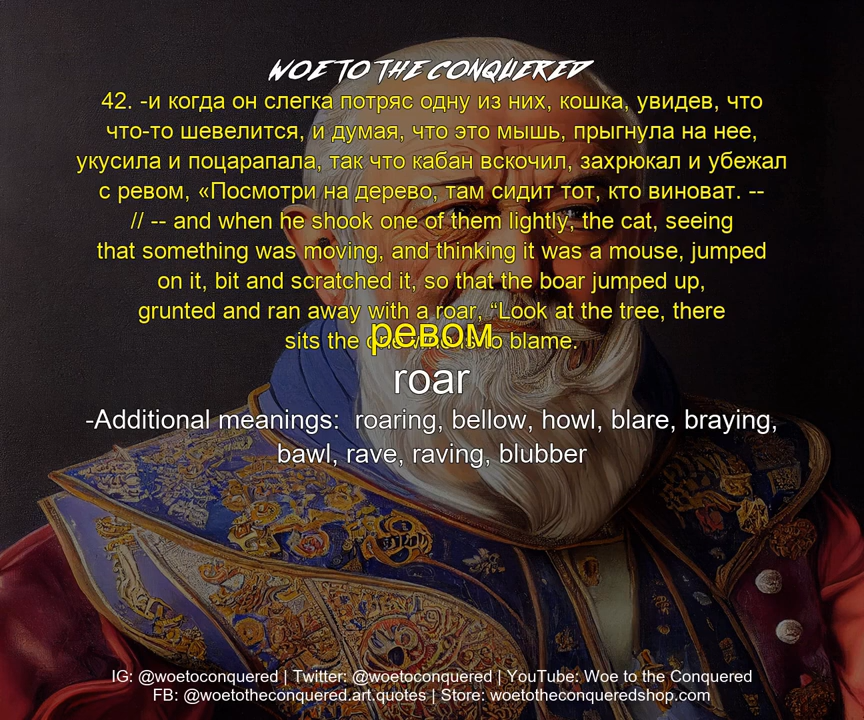 WOE TO THE CONQUERED
42. -и когда он слегка потряс одну из них, кошка, увидев, что
что-то шевелится, и думая, что это мышь, прыгнула на нее,
укусила и поцарапала, так что кабан вскочил, захрюкал и убежал
с ревом, «Посмотри на дерево, там сидит тот, кто виноват. --
// -- and when he shook one of them lightly, the cat, seeing
that something was moving, and thinking it was a mouse, jumped
on it, bit and scratched it, so that the boar jumped up,
grunted and ran away with a roar, “Look at the tree, there
sits the one who is to blame.
ревом
roar
-Additional meanings:  roaring, bellow, howl, blare, braying,
bawl, rave, raving, blubber
IG: @woetoconquered | Twitter: @woetoconquered | YouTube: Woe to the Conquered
FB: @woetotheconquered.art.quotes | Store: woetotheconqueredshop.com